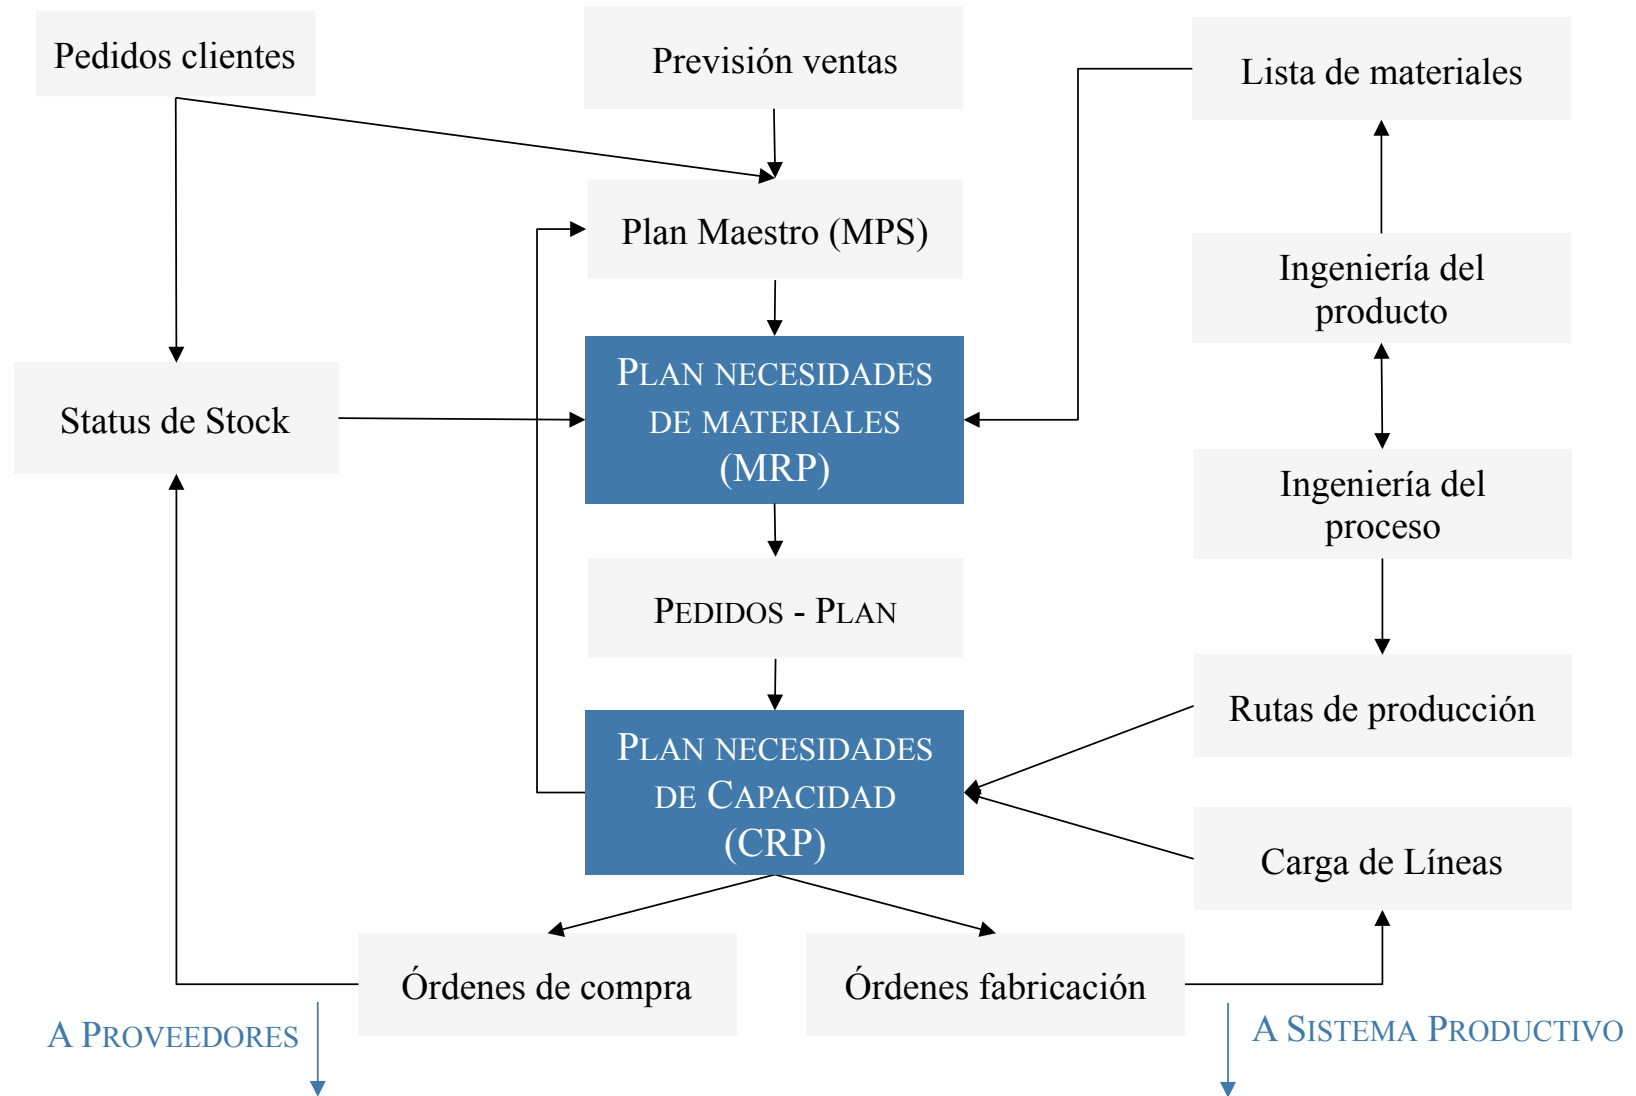 Pedidos clientes
Previsión ventas
Lista de materiales
Plan Maestro (MPS)
Ingeniería del
producto
Status de Stock
PLAN NECESIDADES
DE MATERIALES
(MRP)
Ingeniería del
proceso
PEDIDOS - PLAN
Rutas de producción
PLAN NECESIDADES
DE CAPACIDAD
(CRP)
Carga de Líneas
Órdenes de compra
Órdenes fabricación
A PROVEEDORES
A SISTEMA PRODUCTIVO